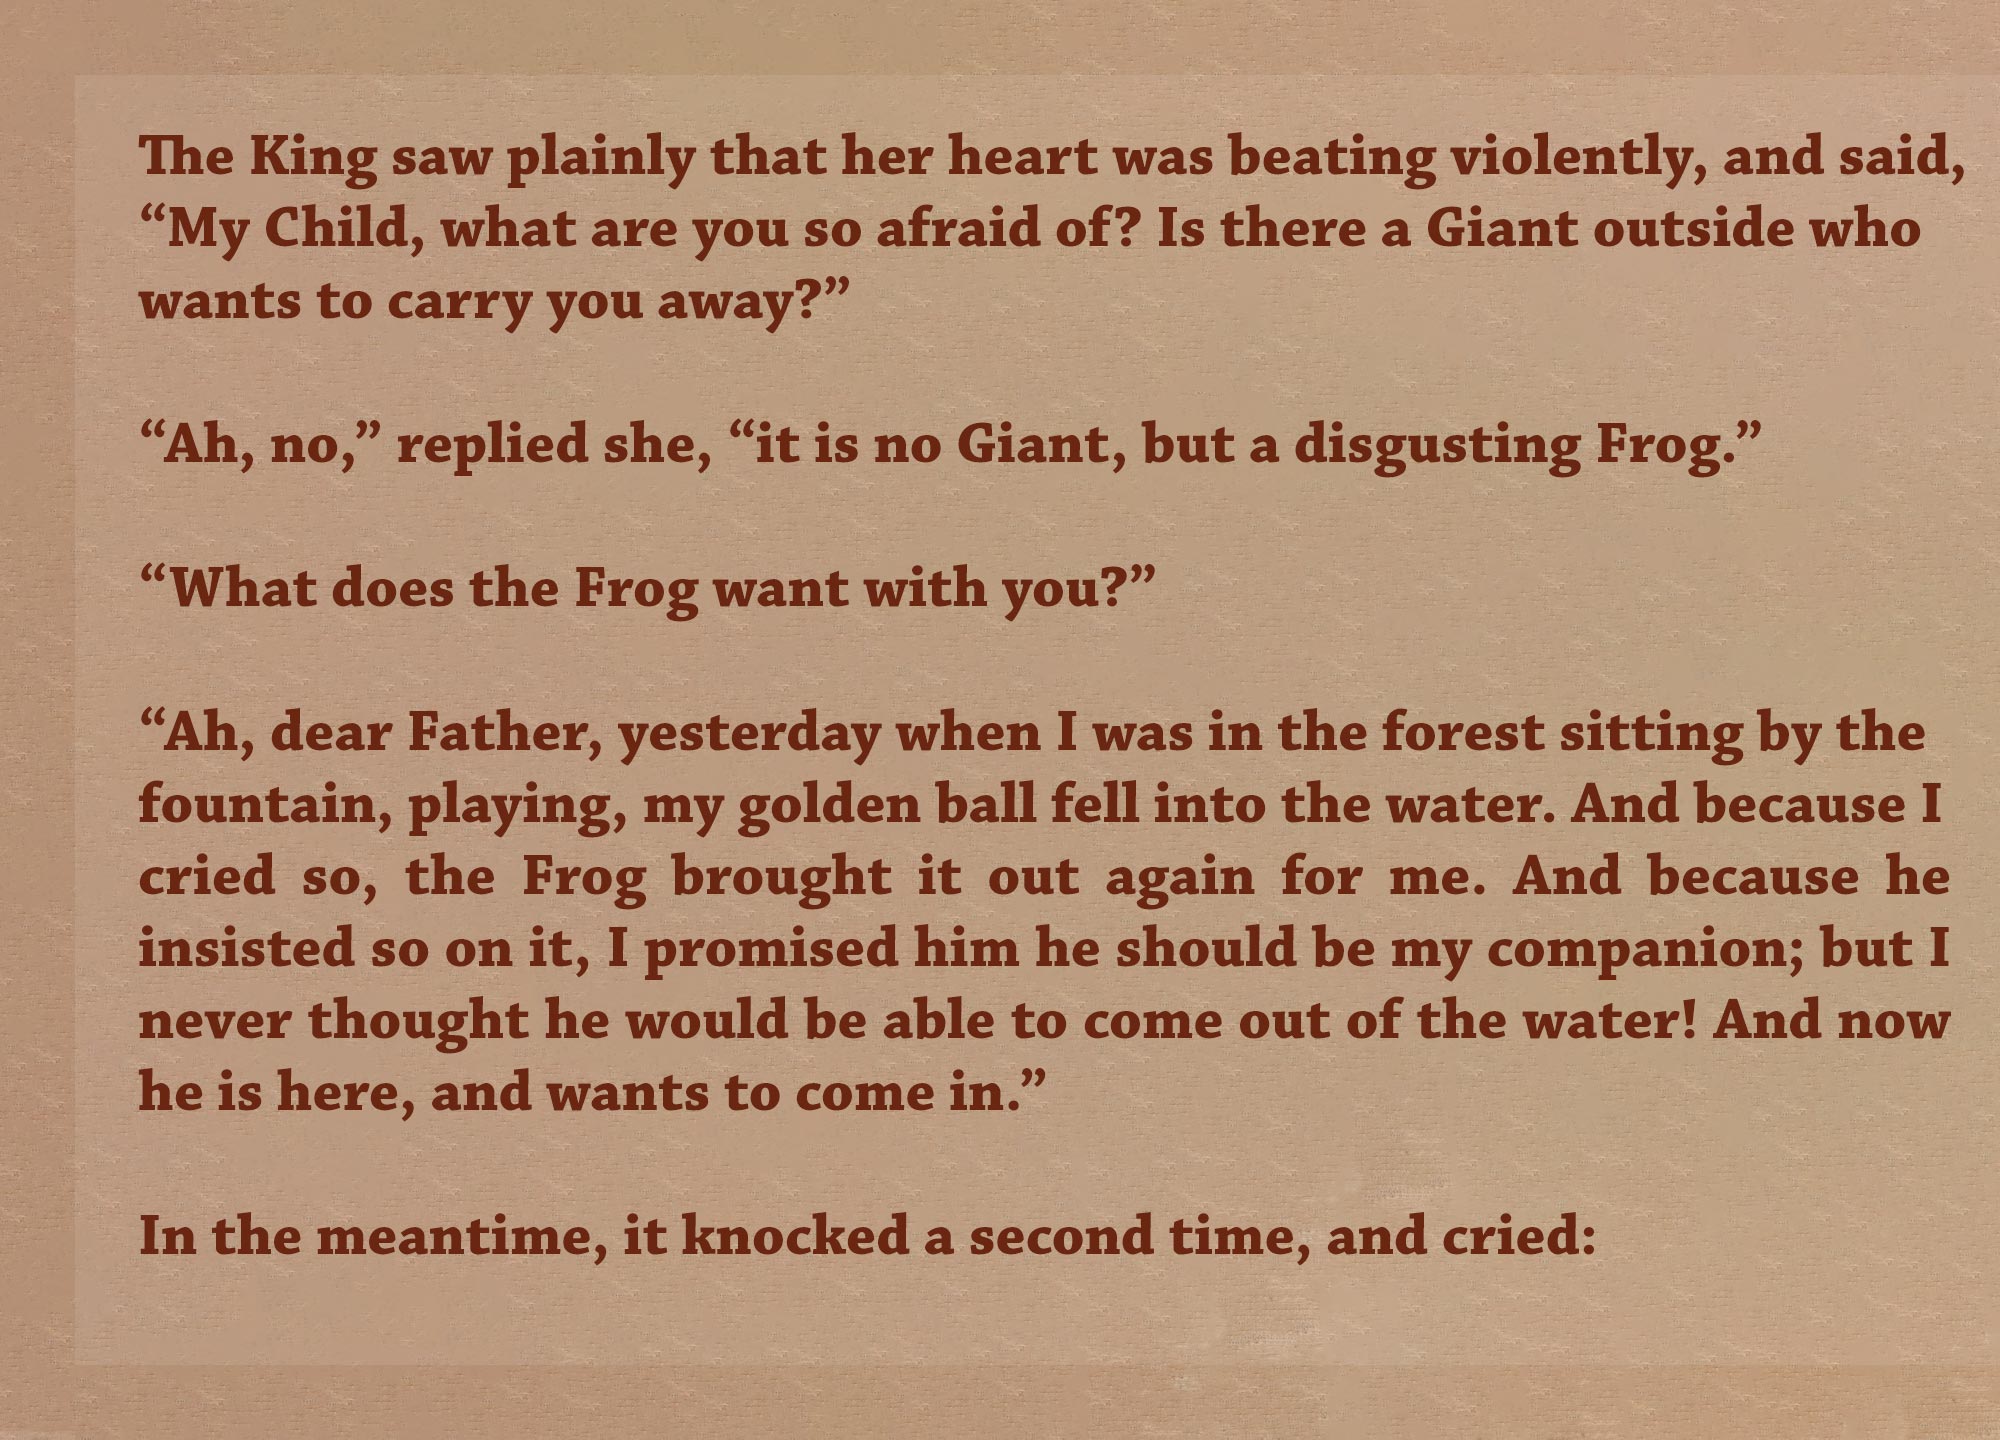 The King saw plainly that her heart was beating violently, and said,
“My Child, what are you so afraid of? Is there a Giant outside who
wants to carry you away?”
“Ah, no,” replied she, “it is no Giant, but a disgusting Frog.”
“What does the Frog want with you?”
“Ah, dear Father, yesterday when I was in the forest sitting by the
fountain, playing, my golden ball fell into the water. And because I
cried so, the Frog brought it out again for me. And because he
insisted so on it, I promised him he should be my companion; but I
never thought he would be able to come out of the water! And now
he is here, and wants to come in.”
In the meantime, it knocked a second time, and cried: